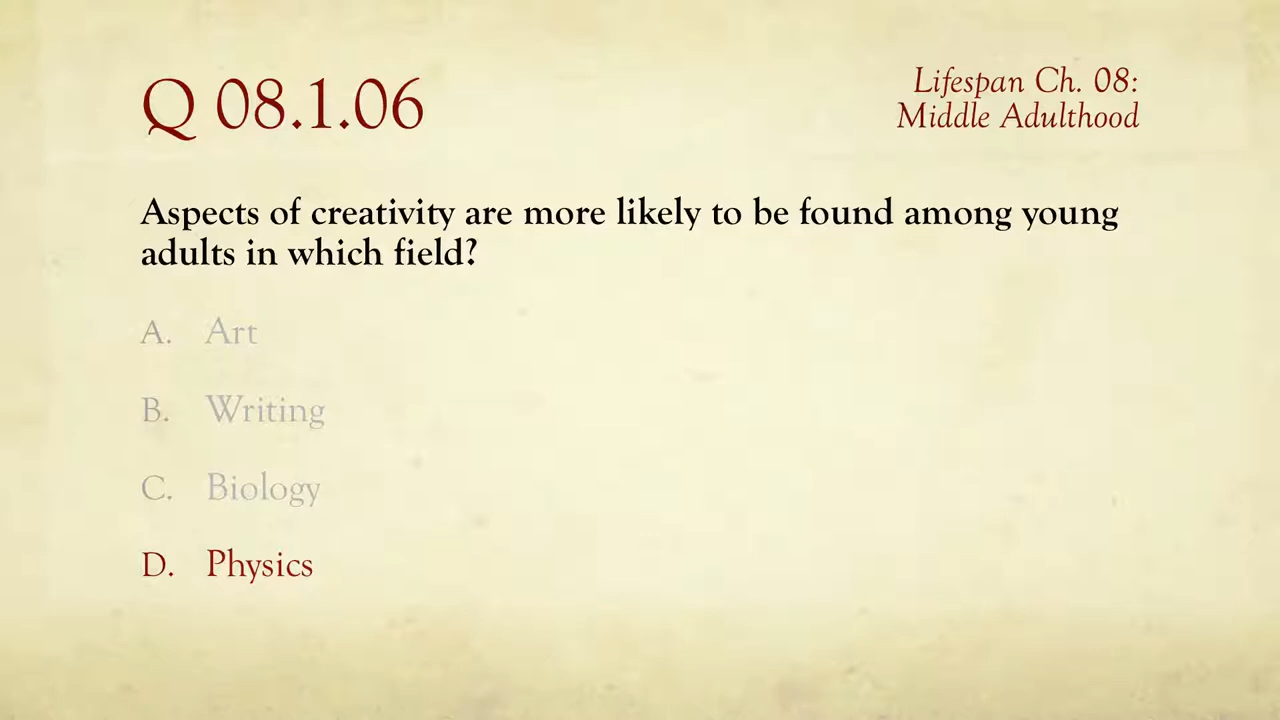 Q 08.1.06
Lifespan Ch. 08:
Middle Adulthood
Aspects of creativity are more likely to be found among young
adults in which field?
A. Art
B. Writing
C. Biology
D. Physics